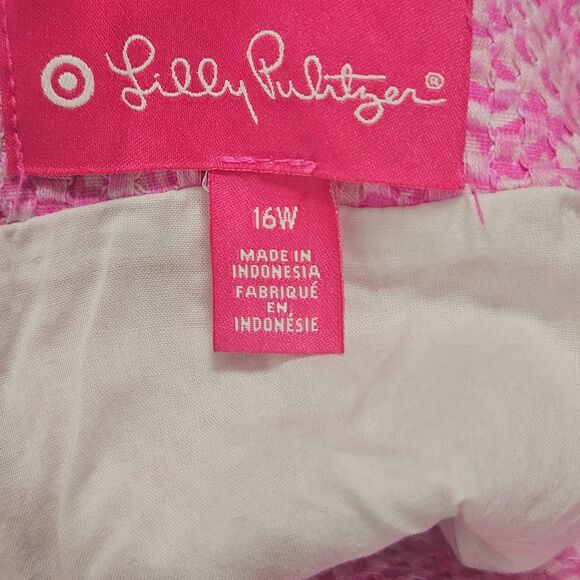 Lilly Pulitzer®
16W
MADE IN
INDONESIA
FABRIQUÉ
EN
INDONÉSIE